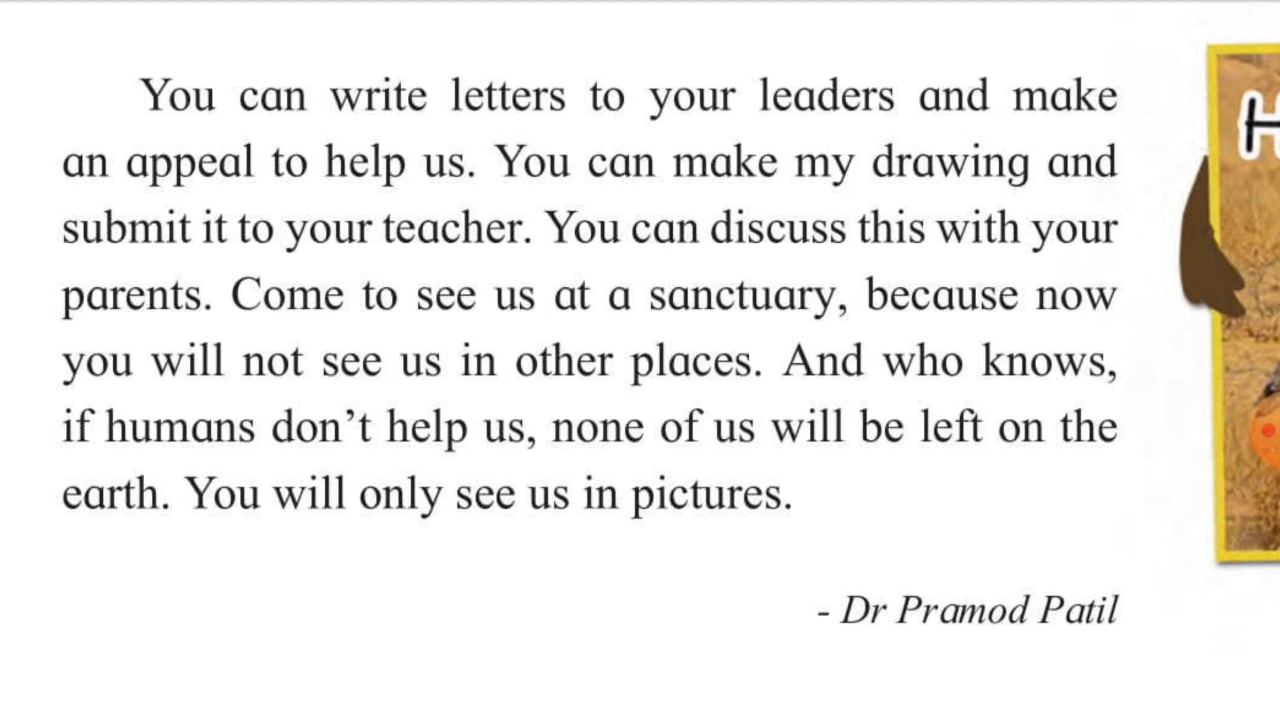 You can write letters to your leaders and make
an appeal to help us. You can make my drawing and
submit it to your teacher. You can discuss this with your
parents. Come to see us at a sanctuary, because now
you will not see us in other places. And who knows,
if humans don’t help us, none of us will be left on the
earth. You will only see us in pictures.
- Dr Pramod Patil